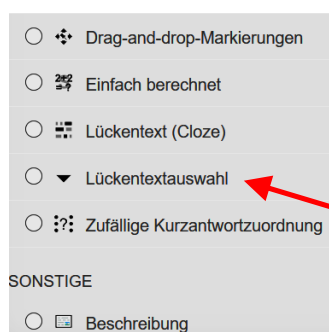 Drag-and-drop-Markierungen
Einfach berechnet
Lückentext (Cloze)
Lückentextauswahl
Zufällige Kurzantwortzuordnung
SONSTIGE
Beschreibung